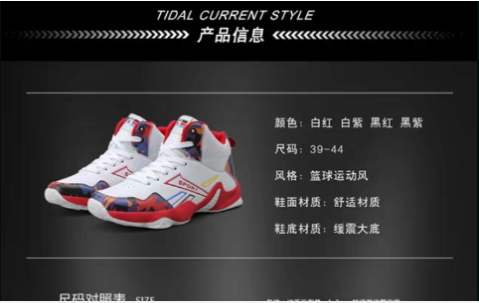 TIDAL CURRENT STYLE
产品信息
颜色：白红 白紫 黑红 黑紫
尺码：39-44
风格：篮球运动风
鞋面材质：舒适材质
鞋底材质：缓震大底
SPORT
尺码对照表 SIZE